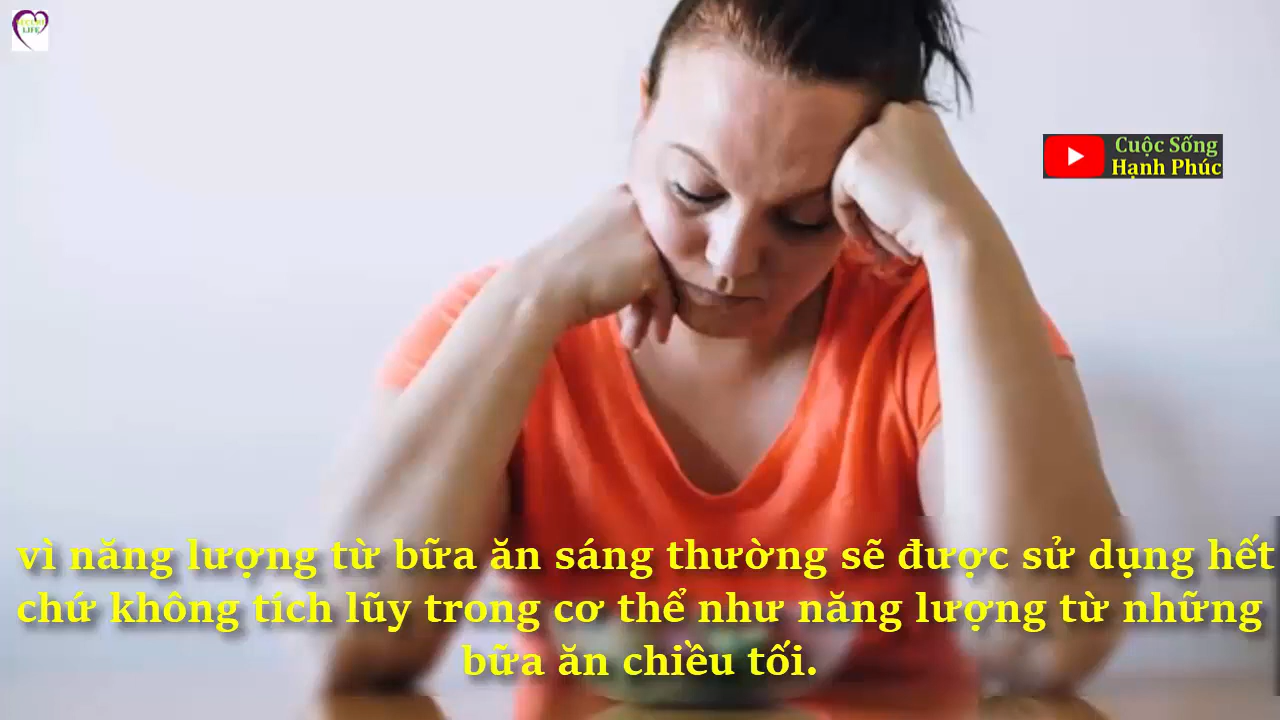 LIFE
Cuộc Sống
Hạnh Phúc
vì năng lượng từ bữa ăn sáng thường sẽ được sử dụng hết
chứ không tích lũy trong cơ thể như năng lượng từ những
bữa ăn chiều tối.